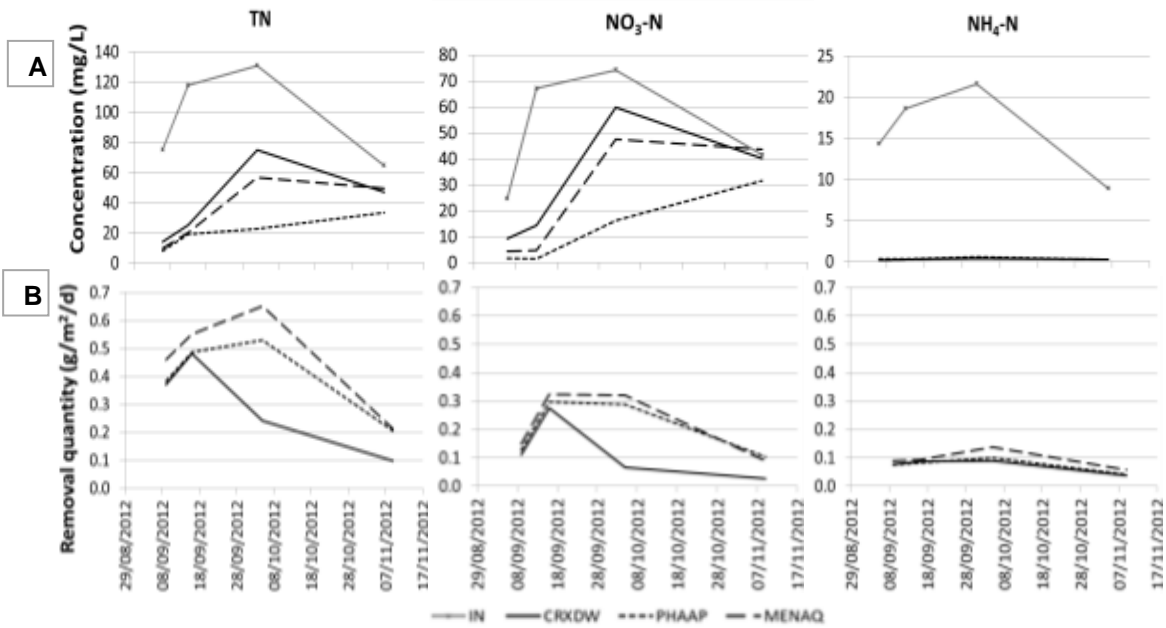 TN NO₃-N NH₄-N
A
Concentration (mg/L)
140 80 25
120 70 20
100 60 15
80 50 10
60 40 5
40 30 0
20 20
0 10
0
B
Removal quantity (g/m²/d)
0.7 0.7 0.7
0.6 0.6 0.6
0.5 0.5 0.5
0.4 0.4 0.4
0.3 0.3 0.3
0.2 0.2 0.2
0.1 0.1 0.1
0.0 0.0 0.0
29/08/2012 08/09/2012 18/09/2012 28/09/2012 08/10/2012 18/10/2012 28/10/2012 07/11/2012 17/11/2012
29/08/2012 08/09/2012 18/09/2012 28/09/2012 08/10/2012 18/10/2012 28/10/2012 07/11/2012 17/11/2012
29/08/2012 08/09/2012 18/09/2012 28/09/2012 08/10/2012 18/10/2012 28/10/2012 07/11/2012 17/11/2012
IN CRXDW PHAAP MENAQ